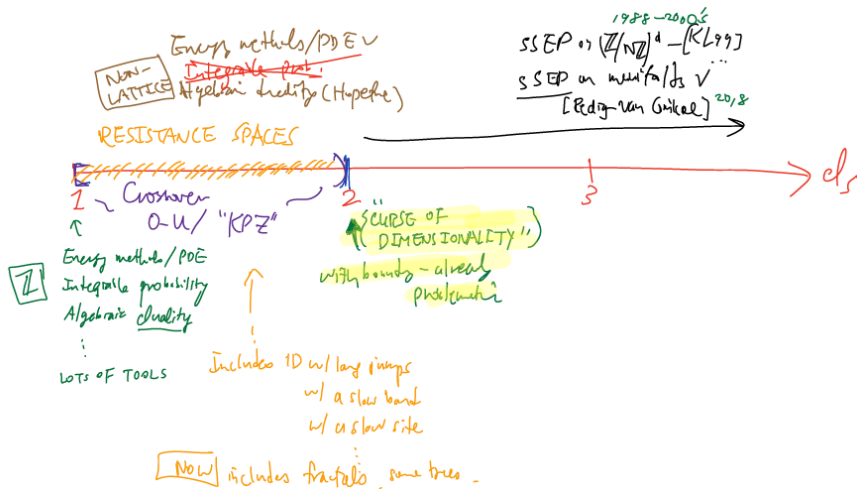 Energy methods/PDE ✓
Integrable prob.
Algebraic duality (Hopefne)
NON-
LATTICE
1988-2000's
SSEP on (ℤ/Nℤ)^d - [KL99]
...
SSEP on manifolds ✓
[Redig-van Ginkel] 2018
RESISTANCE SPACES
1
2
3
d_s
Crossover
O-U / "KPZ"
("CURSE OF
DIMENSIONALITY")
with boundary - already
problematic
ℤ
Energy methods/PDE
Integrable probability
Algebraic duality
⋮
LOTS OF TOOLS
Includes 1D w/ long jumps
w/ a slow bond
w/ a slow site
⋮
NOW includes fractals, some trees.